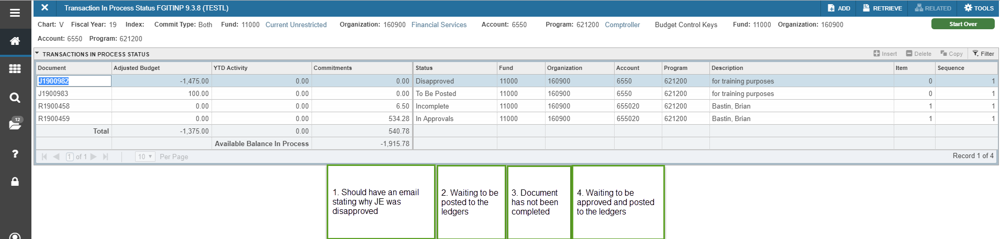 Transaction In Process Status FGITINP 9.3.8 (TESTL) ADD RETRIEVE RELATED TOOLS
Chart: V Fiscal Year: 19 Index: Commit Type: Both Fund: 11000 Current Unrestricted Organization: 160900 Financial Services Account: 6550 Program: 621200 Comptroller Budget Control Keys Fund: 11000 Organization: 160900 Start Over
Account: 6550 Program: 621200
TRANSACTIONS IN PROCESS STATUS Insert Delete Copy Filter
Document Adjusted Budget YTD Activity Commitments Status Fund Organization Account Program Description Item Sequence
J1900982 -1,475.00 0.00 0.00 Disapproved 11000 160900 6550 621200 for training purposes 0 1
J1900983 100.00 0.00 0.00 To Be Posted 11000 160900 6550 621200 for training purposes 0 1
R1900458 0.00 0.00 6.50 Incomplete 11000 160900 655020 621200 Bastin, Brian 1 1
R1900459 0.00 0.00 534.28 In Approvals 11000 160900 655020 621200 Bastin, Brian 1 1
Total -1,375.00 0.00 540.78
Available Balance In Process -1,915.78
1 of 1 10 Per Page Record 1 of 4
12
1. Should have an email
stating why JE was
disapproved
2. Waiting to be
posted to the
ledgers
3. Document
has not been
completed
4. Waiting to be
approved and posted
to the ledgers